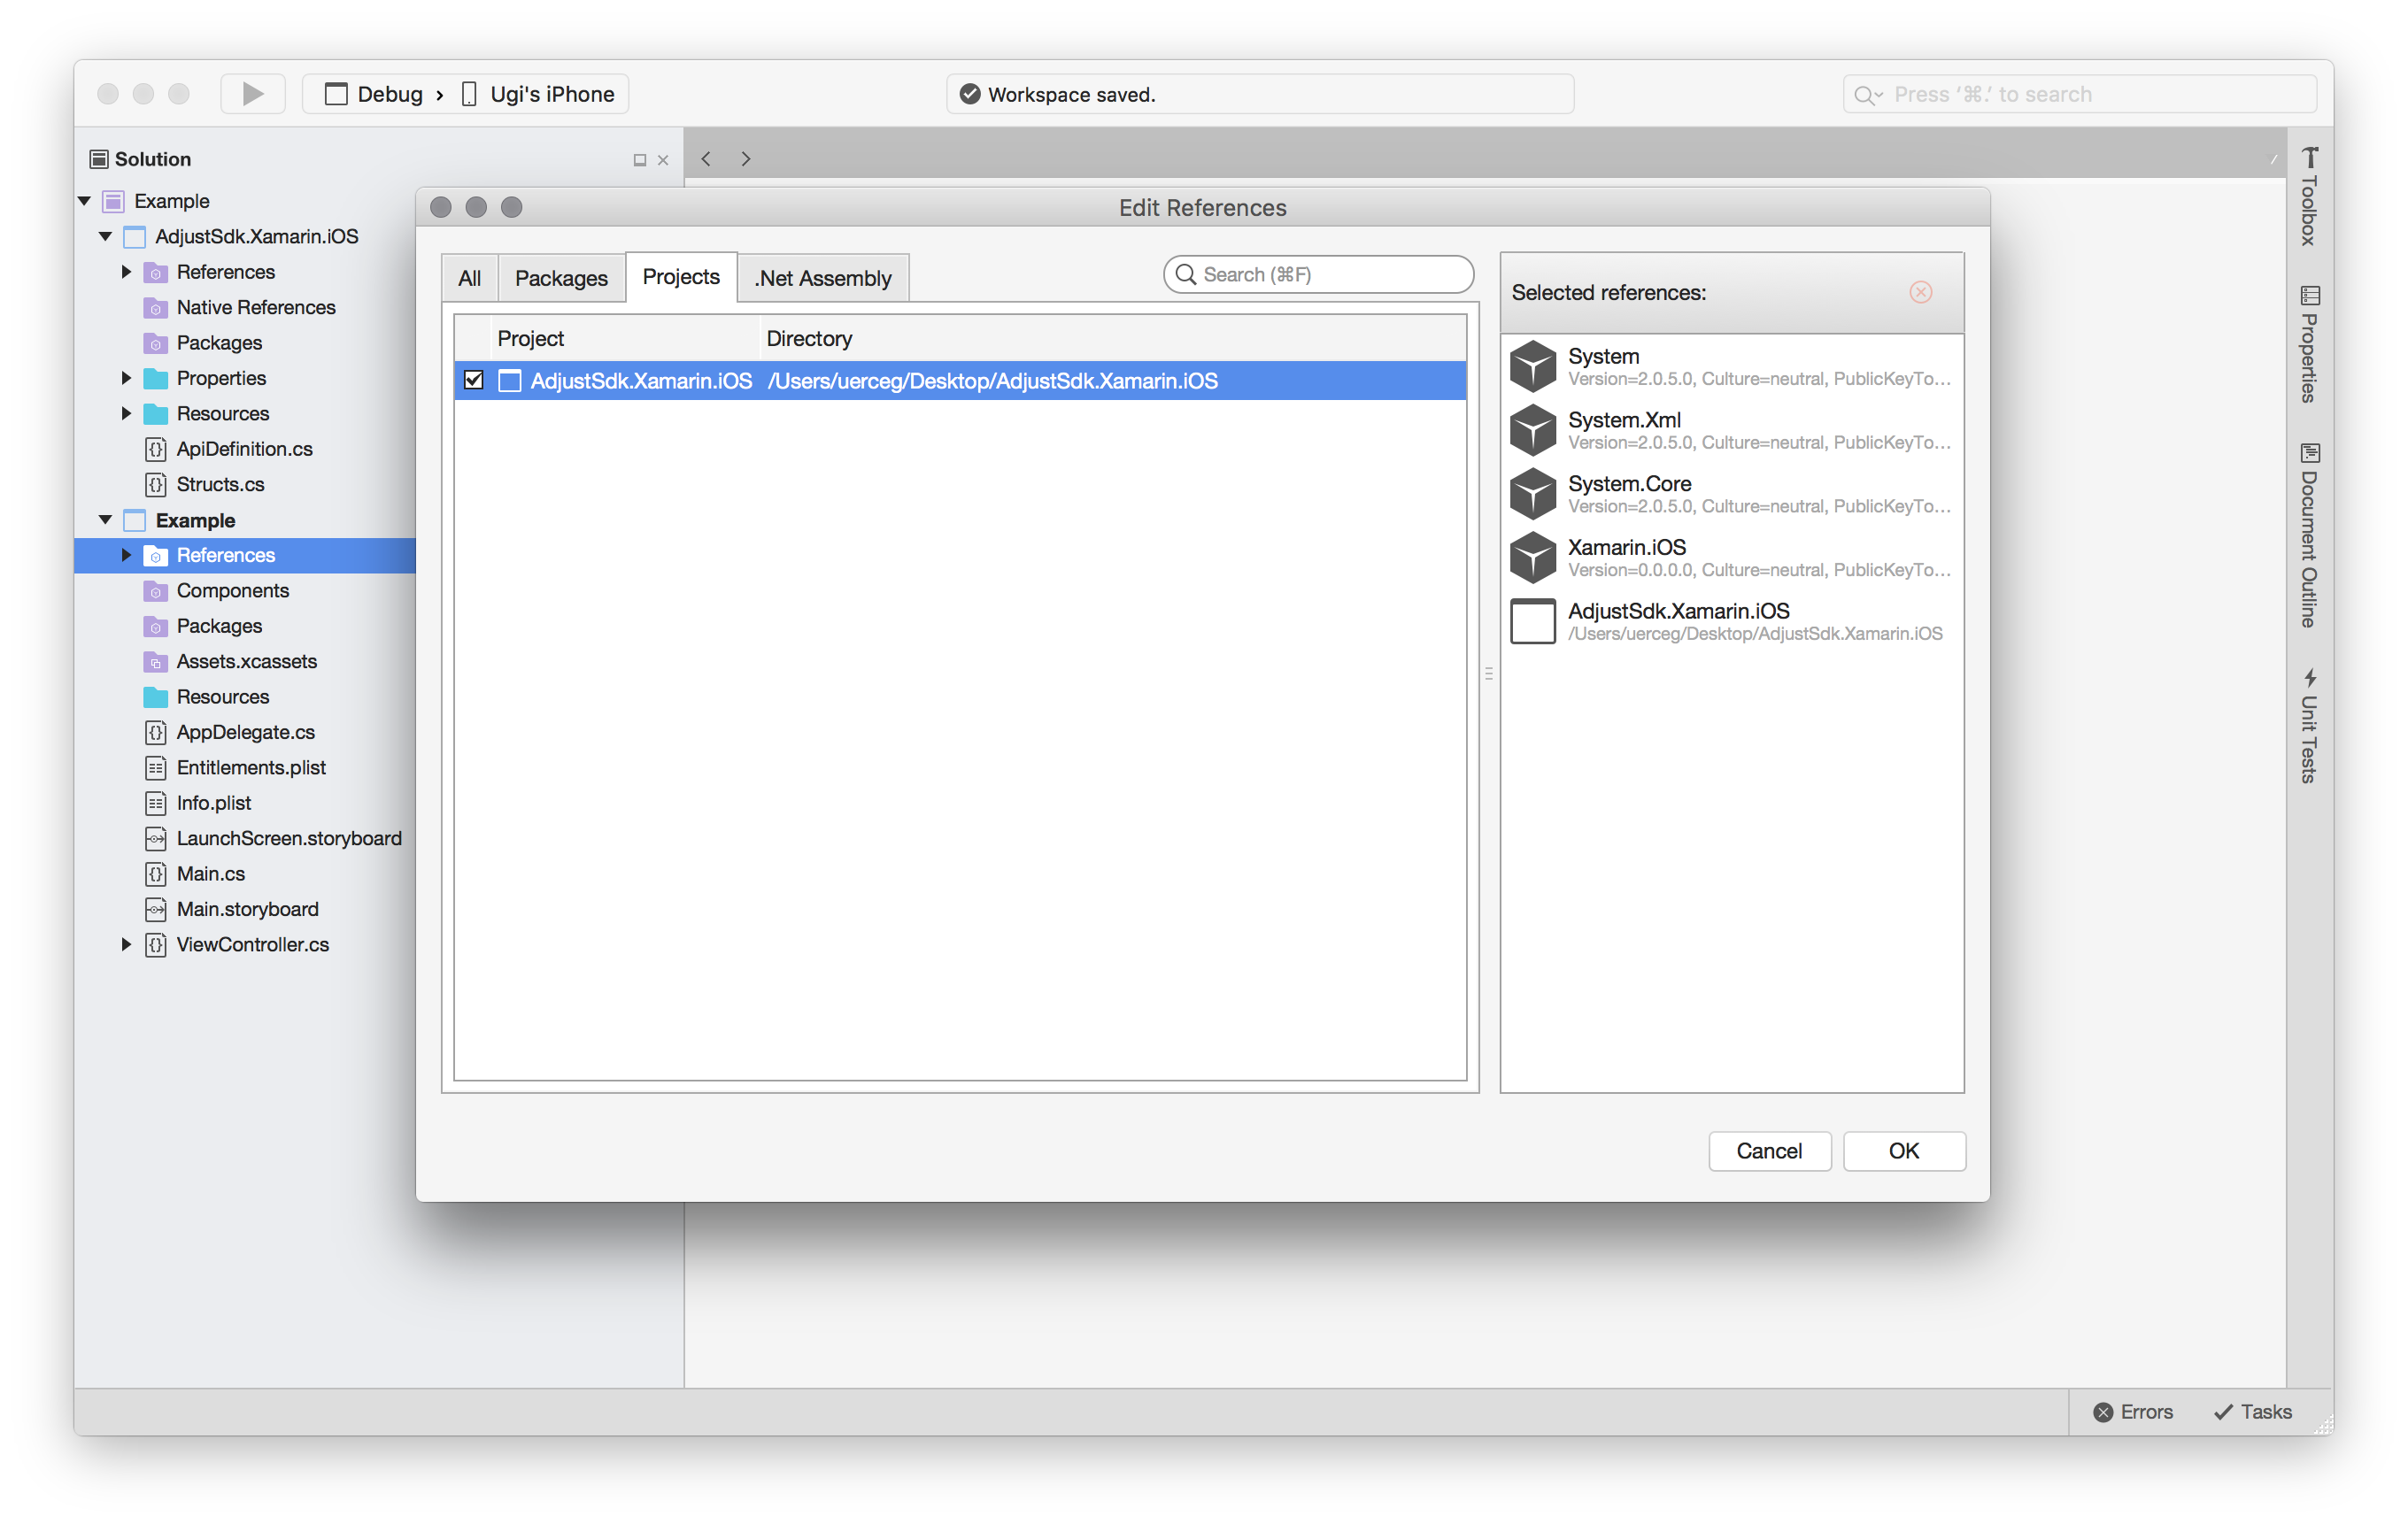 Debug › Ugi's iPhone
Workspace saved.
Press ‘⌘.’ to search
Solution
Example
AdjustSdk.Xamarin.iOS
References
Native References
Packages
Properties
Resources
ApiDefinition.cs
Structs.cs
Example
References
Components
Packages
Assets.xcassets
Resources
AppDelegate.cs
Entitlements.plist
Info.plist
LaunchScreen.storyboard
Main.cs
Main.storyboard
ViewController.cs
Edit References
All Packages Projects .Net Assembly
Search (⌘F)
Project Directory
AdjustSdk.Xamarin.iOS /Users/uerceg/Desktop/AdjustSdk.Xamarin.iOS
Selected references:
System
Version=2.0.5.0, Culture=neutral, PublicKeyTo...
System.Xml
Version=2.0.5.0, Culture=neutral, PublicKeyTo...
System.Core
Version=2.0.5.0, Culture=neutral, PublicKeyTo...
Xamarin.iOS
Version=0.0.0.0, Culture=neutral, PublicKeyTo...
AdjustSdk.Xamarin.iOS
/Users/uerceg/Desktop/AdjustSdk.Xamarin.iOS
Cancel OK
Toolbox
Properties
Document Outline
Unit Tests
Errors Tasks